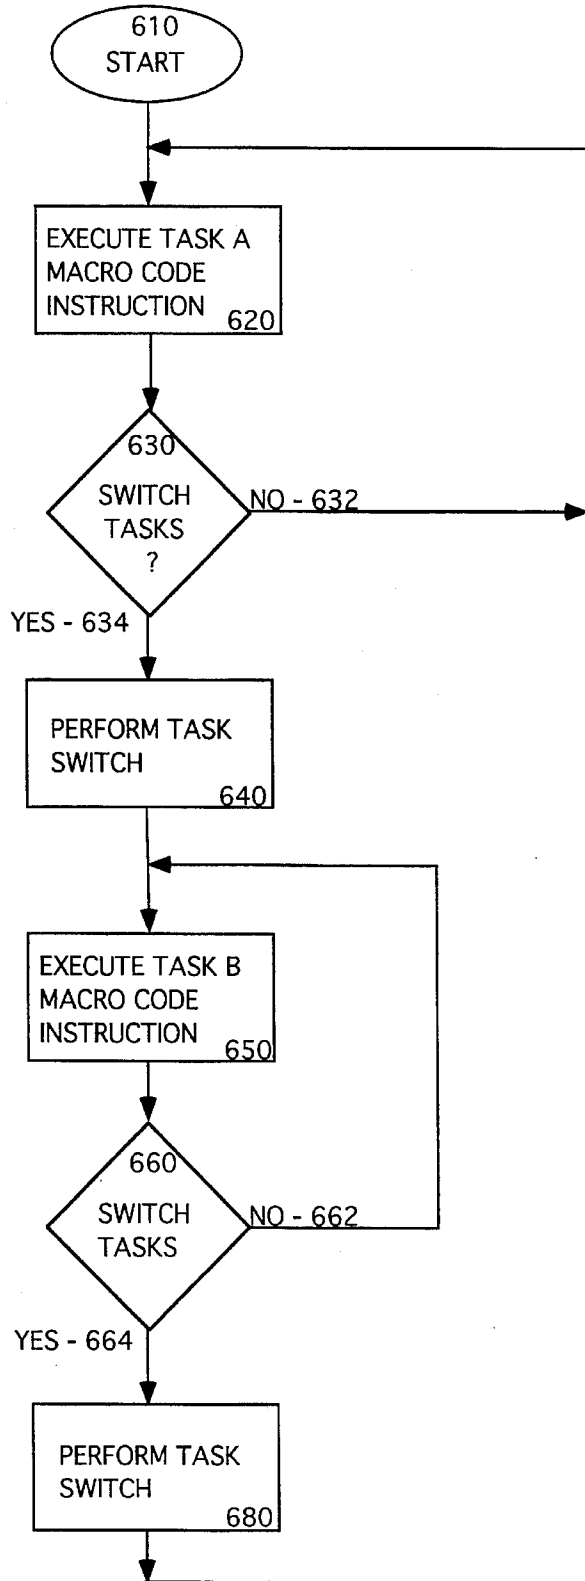 610
START
EXECUTE TASK A
MACRO CODE
INSTRUCTION
620
630
SWITCH
TASKS
?
NO - 632
YES - 634
PERFORM TASK
SWITCH
640
EXECUTE TASK B
MACRO CODE
INSTRUCTION
650
660
SWITCH
TASKS
NO - 662
YES - 664
PERFORM TASK
SWITCH
680